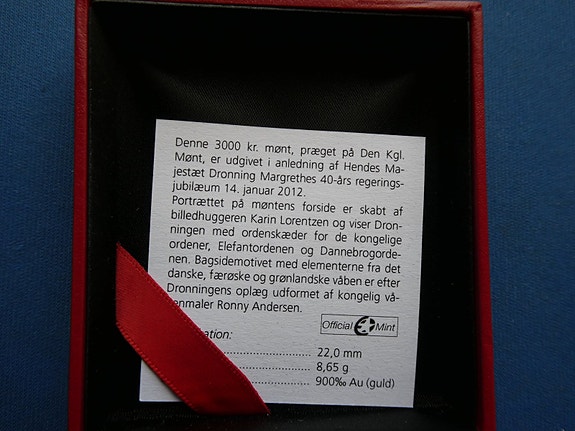 Denne 3000 kr. mønt, præget på Den Kgl.
Mønt, er udgivet i anledning af Hendes Ma-
jestæt Dronning Margrethes 40-års regerings-
jubilæum 14. januar 2012.
Portrættet på møntens forside er skabt af
billedhuggeren Karin Lorentzen og viser Dron-
ningen med ordenskæder for de kongelige
ordener, Elefantordenen og Dannebrogorde-
nen. Bagsidemotivet med elementerne fra det
danske, færøske og grønlandske våben er efter
Dronningens oplæg udformet af kongelig vå-
enmaler Ronny Andersen.
Official Mint
ation:
22,0 mm
8,65 g
900‰ Au (guld)